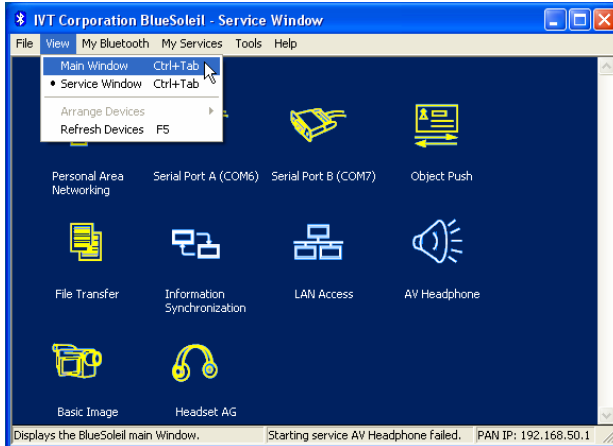 IVT Corporation BlueSoleil - Service Window
File View My Bluetooth My Services Tools Help
Main Window Ctrl+Tab
Service Window Ctrl+Tab
Arrange Devices
Refresh Devices F5
Personal Area Networking
Serial Port A (COM6)
Serial Port B (COM7)
Object Push
File Transfer
Information Synchronization
LAN Access
AV Headphone
Basic Image
Headset AG
Displays the BlueSoleil main Window. Starting service AV Headphone failed. PAN IP: 192.168.50.1